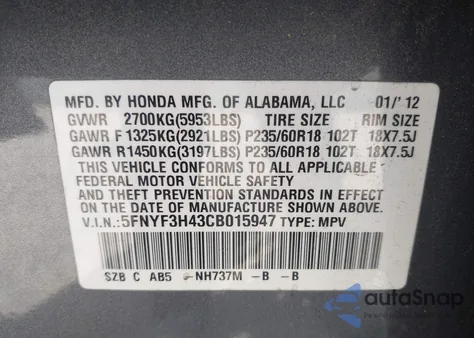 MFD. BY HONDA MFG. OF ALABAMA, LLC 01/'12
GVWR 2700KG(5953LBS) TIRE SIZE RIM SIZE
GAWR F 1325KG(2921LBS) P235/60R18 102T 18X7.5J
GAWR R1450KG(3197LBS) P235/60R18 102T 18X7.5J
THIS VEHICLE CONFORMS TO ALL APPLICABLE
FEDERAL MOTOR VEHICLE SAFETY
AND THEFT PREVENTION STANDARDS IN EFFECT ON
THE DATE OF MANUFACTURE SHOWN ABOVE.
V.I.N.:5FNYF3H43CB015947 TYPE: MPV
SZB C AB5 -NH737M -B -B
autoSnap